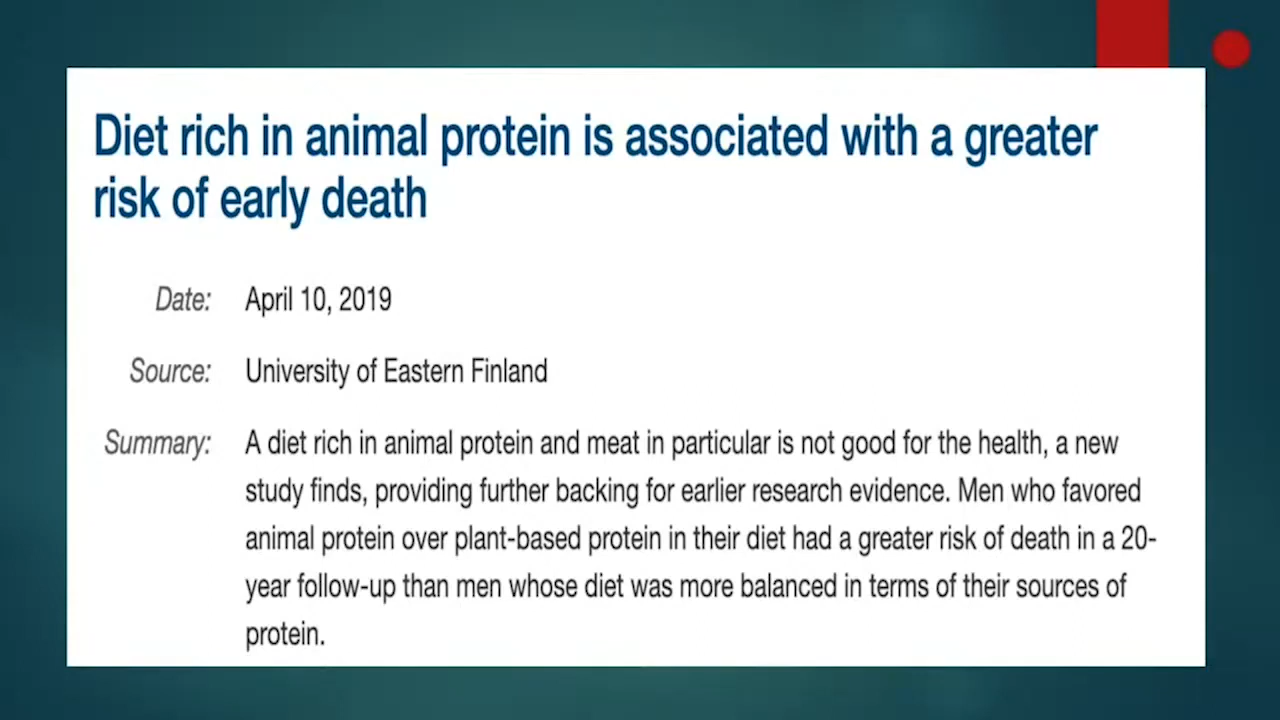 Diet rich in animal protein is associated with a greater
risk of early death
Date: April 10, 2019
Source: University of Eastern Finland
Summary: A diet rich in animal protein and meat in particular is not good for the health, a new
study finds, providing further backing for earlier research evidence. Men who favored
animal protein over plant-based protein in their diet had a greater risk of death in a 20-
year follow-up than men whose diet was more balanced in terms of their sources of
protein.